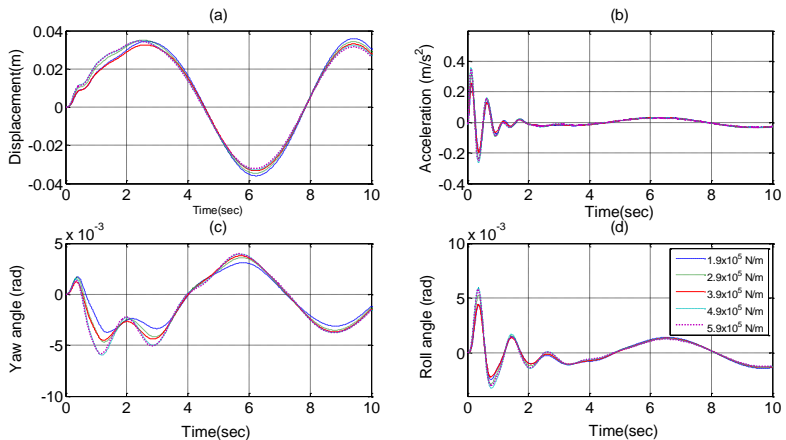 (a)
0.04
0.02
0
-0.02
-0.04
Displacement(m)
0 2 4 6 8 10
Time(sec)
(b)
0.4
0.2
0
-0.2
-0.4
Acceleration (m/s²)
0 2 4 6 8 10
Time(sec)
(c)
x 10⁻³
5
0
-5
-10
Yaw angle (rad)
0 2 4 6 8 10
Time(sec)
(d)
x 10⁻³
10
5
0
-5
Roll angle (rad)
0 2 4 6 8 10
Time(sec)
1.9x10⁵ N/m
2.9x10⁵ N/m
3.9x10⁵ N/m
4.9x10⁵ N/m
5.9x10⁵ N/m